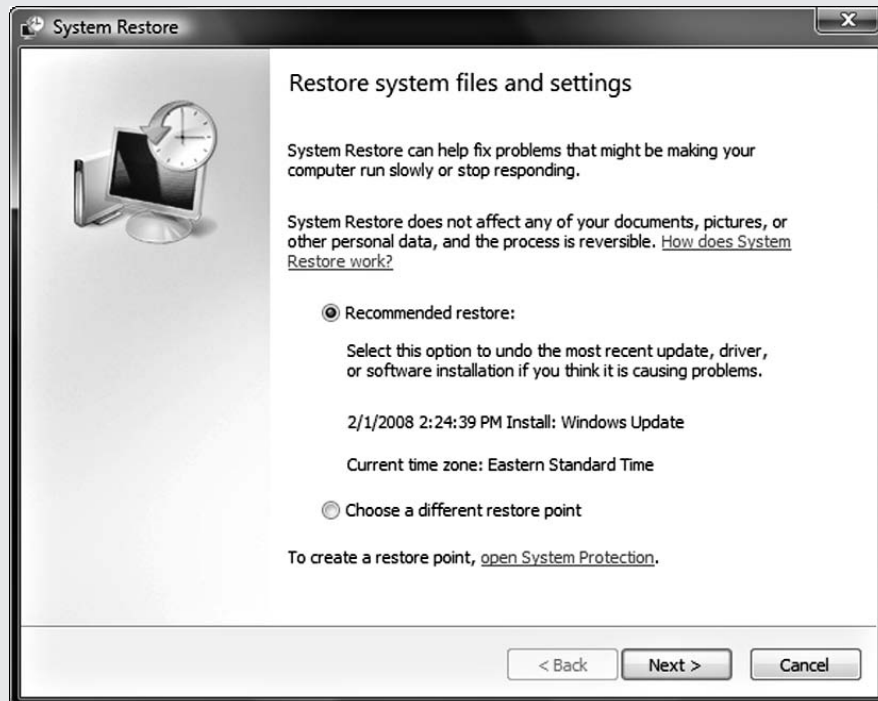 System Restore
Restore system files and settings
System Restore can help fix problems that might be making your
computer run slowly or stop responding.
System Restore does not affect any of your documents, pictures, or
other personal data, and the process is reversible. How does System
Restore work?
Recommended restore:
Select this option to undo the most recent update, driver,
or software installation if you think it is causing problems.
2/1/2008 2:24:39 PM Install: Windows Update
Current time zone: Eastern Standard Time
Choose a different restore point
To create a restore point, open System Protection.
< Back
Next >
Cancel